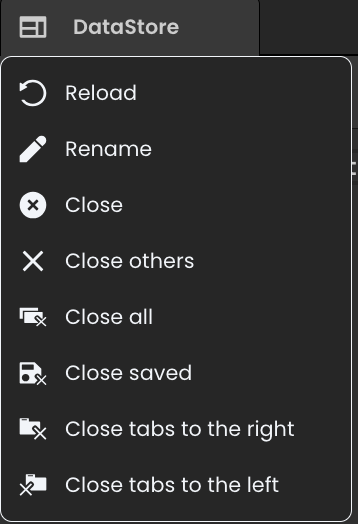 DataStore
Reload
Rename
Close
Close others
Close all
Close saved
Close tabs to the right
Close tabs to the left